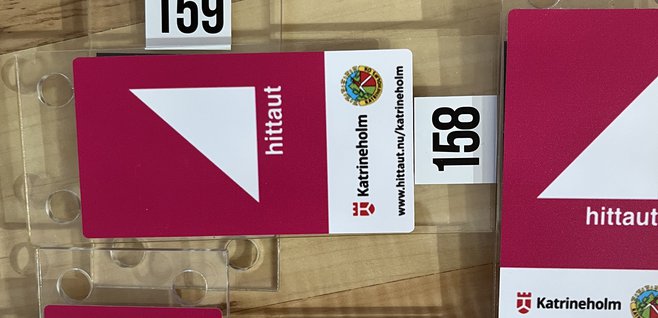 159
hittaut
Katrineholm
www.hittaut.nu/katrineholm
158
hittaut
Katrineholm